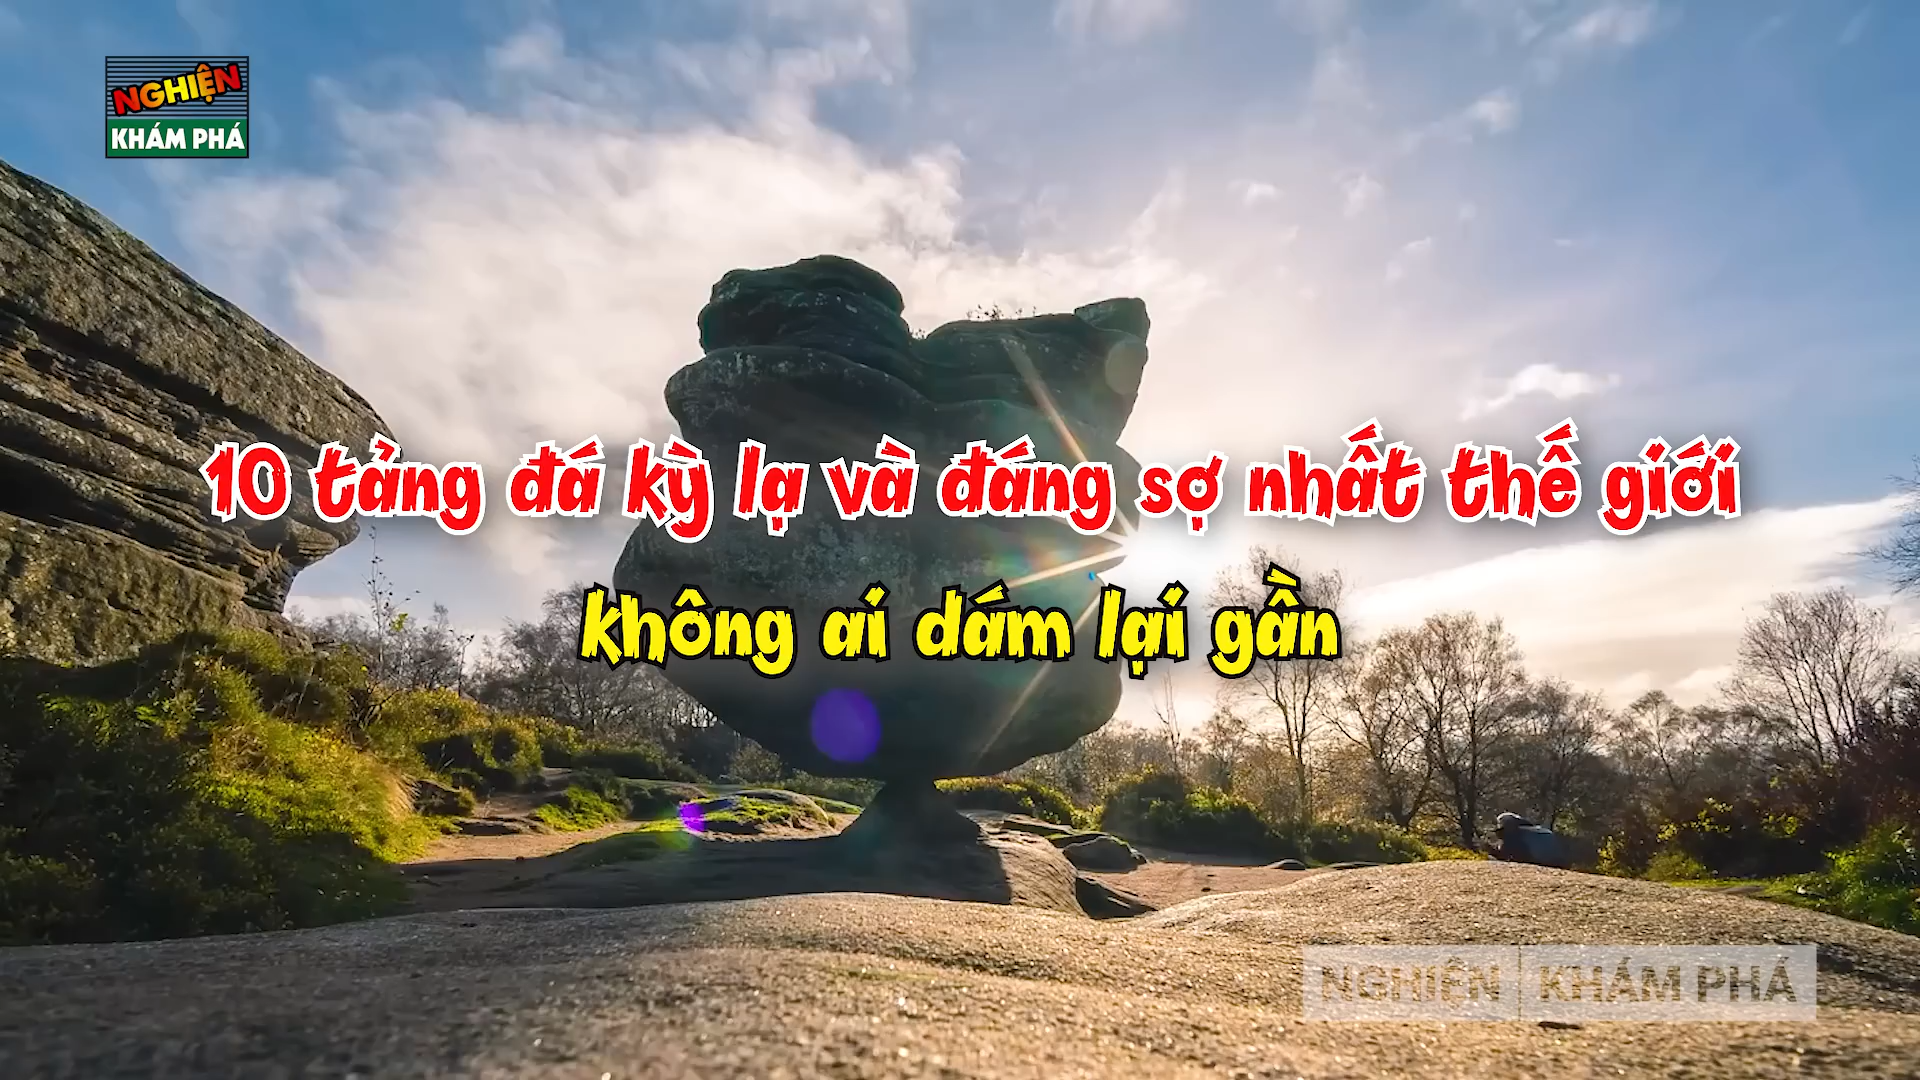 NGHIỆN
KHÁM PHÁ
10 tảng đá kỳ lạ và đáng sợ nhất thế giới
không ai dám lại gần
NGHIỆN KHÁM PHÁ